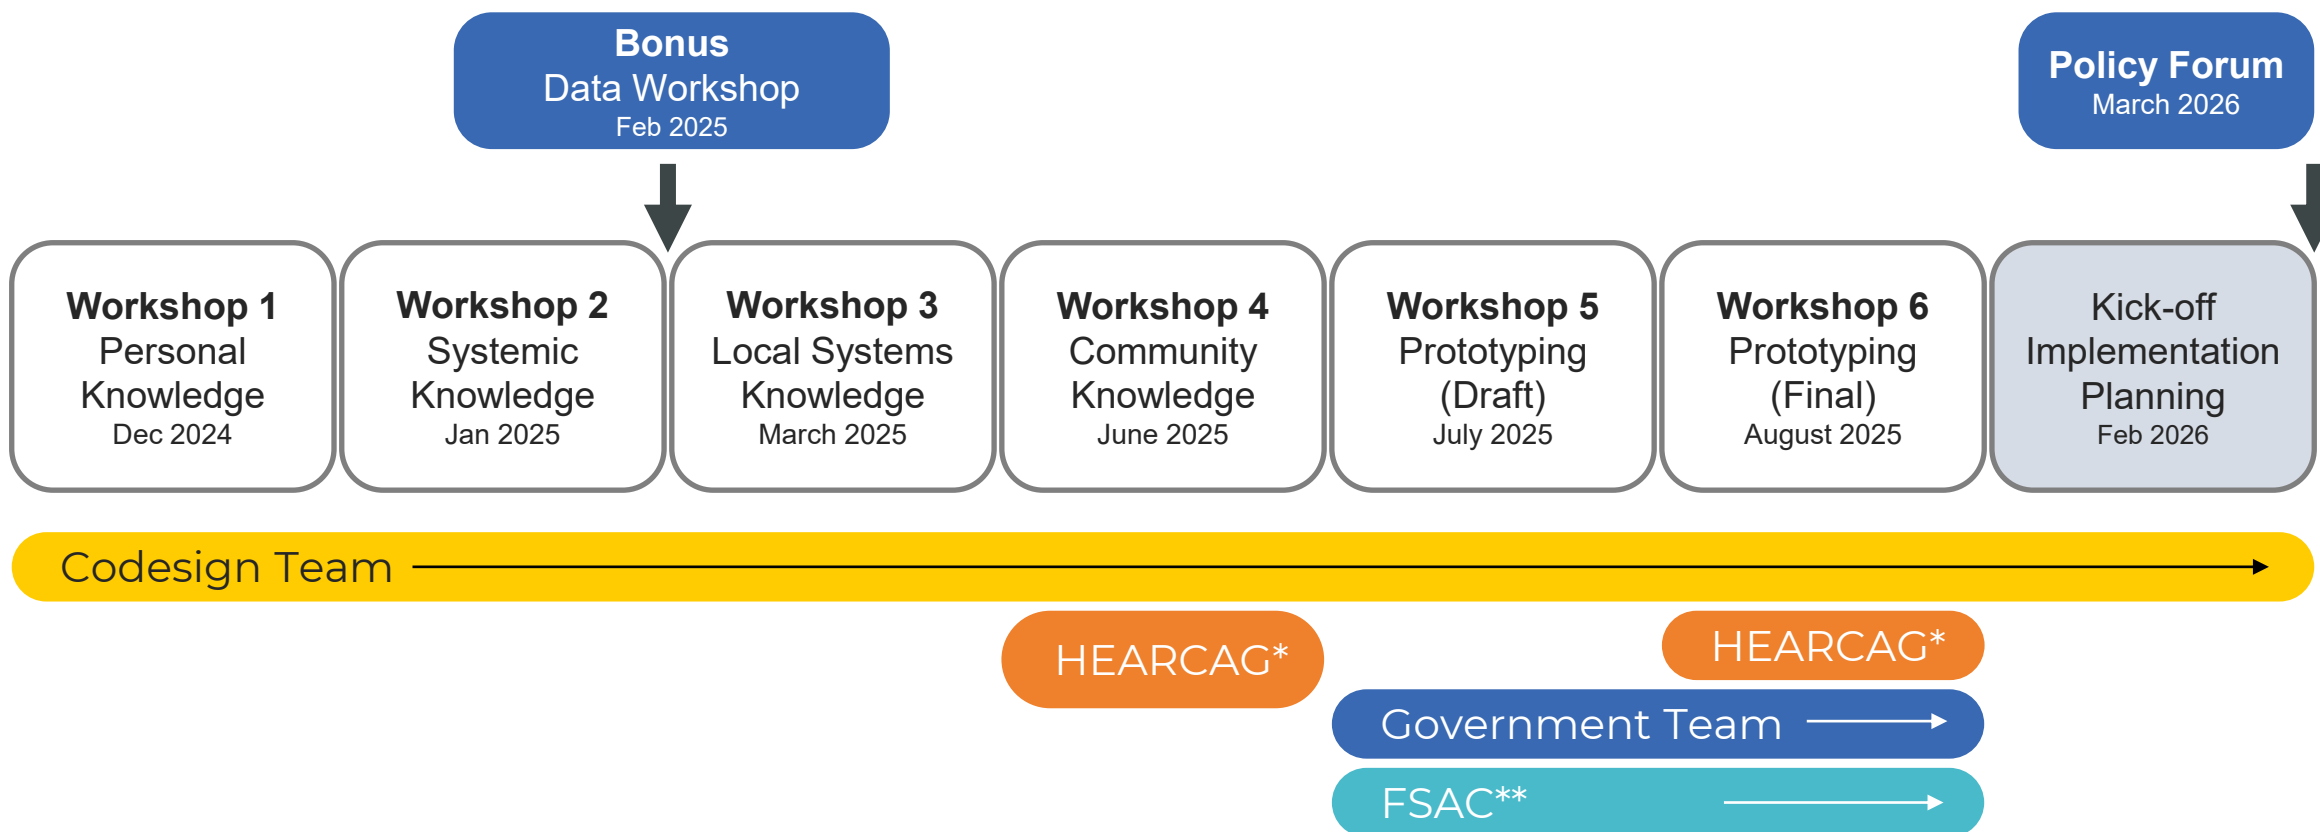 Bonus
Data Workshop
Feb 2025
Policy Forum
March 2026
Workshop 1
Personal
Knowledge
Dec 2024
Workshop 2
Systemic
Knowledge
Jan 2025
Workshop 3
Local Systems
Knowledge
March 2025
Workshop 4
Community
Knowledge
June 2025
Workshop 5
Prototyping
(Draft)
July 2025
Workshop 6
Prototyping
(Final)
August 2025
Kick-off
Implementation
Planning
Feb 2026
Codesign Team
HEARCAG*
HEARCAG*
Government Team
FSAC**